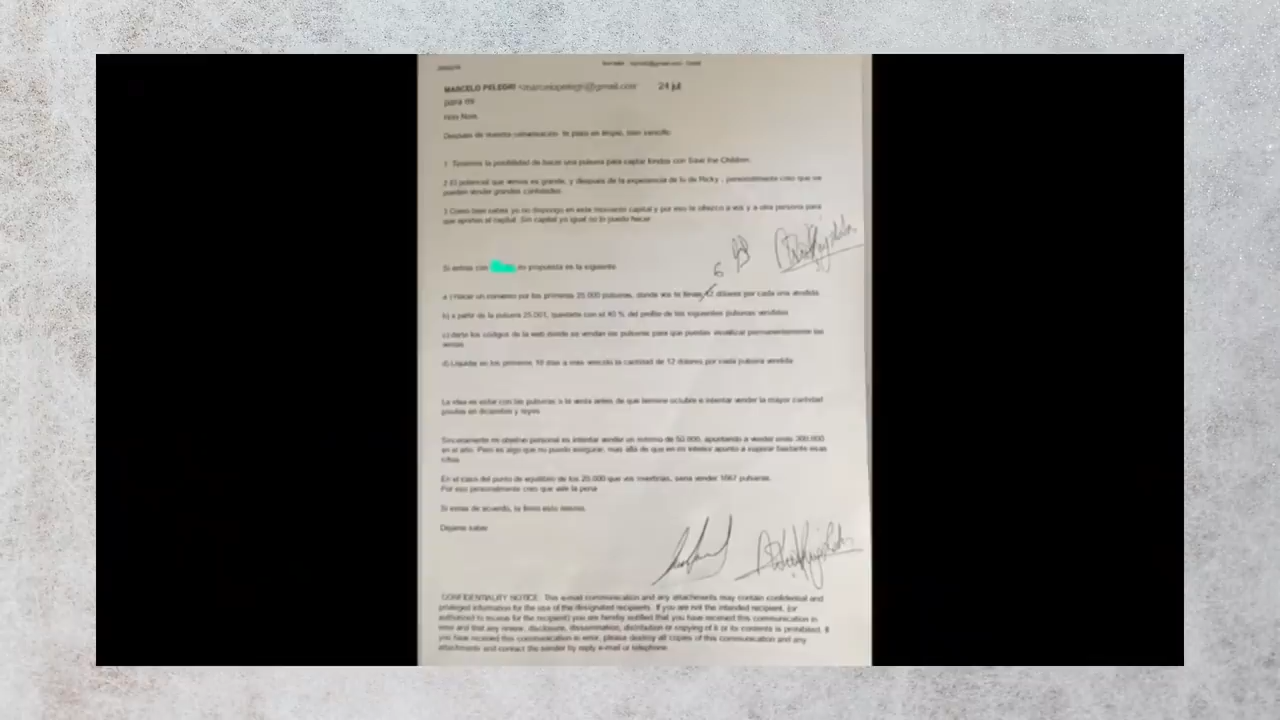 MARCELO PELEGRI <marcelopelegri@gmail.com> 24 jul
para mí
Después de nuestra conversación te paso en limpio, bien sencillo
1 Tenemos la posibilidad de hacer una pulsera para captar fondos con Save the Children.
2 El potencial que vemos es grande, y después de la experiencia de lo de Ricky , personalmente creo que se
pueden vender grandes cantidades
3 Como bien sabes yo no dispongo en este momento capital y por eso te ofrezco a vos y a otra persona para
que aporten el capital. Sin capital yo igual no lo puedo hacer
Si entras con mi propuesta es la siguiente
6
a ) Hacer un convenio por los primeros 25.000 pulseras, donde vos te llevas 12 dólares por cada una vendida
b) a partir de la pulsera 25.001, quedarte con el 40 % del profite de las siguientes pulseras vendidas
c) darte los códigos de la web donde se vendan las pulseras para que puedas visualizar permanentemente las
ventas
d) Liquidar en los primeros 10 días a mes vencido la cantidad de 12 dólares por cada pulsera vendida
La idea es estar con las pulseras a la venta antes de que termine octubre e intentar vender la mayor cantidad
posible en diciembre y reyes
Sinceramente mi objetivo personal es intentar vender un mínimo de 50.000, apuntando a vender unas 300.000
en el año. Pero es algo que no puedo asegurar, mas allá de que en mi interior apunto a superar bastante esas
cifras
En el caso del punto de equilibrio de los 20.000 que vos invertirías, sería vender 1667 pulseras.
Por eso personalmente creo que vale la pena
Si estas de acuerdo, te firmo esto mismo,
Dejame saber
CONFIDENTIALITY NOTICE: This e-mail communication and any attachments may contain confidential and
privileged information for the use of the designated recipients. If you are not the intended recipient, (or
authorized to receive for the recipient) you are hereby notified that you have received this communication in
error and that any review, disclosure, dissemination, distribution or copying of it or its contents is prohibited. If
you have received this communication in error, please destroy all copies of this communication and any
attachments and contact the sender by reply e-mail or telephone.